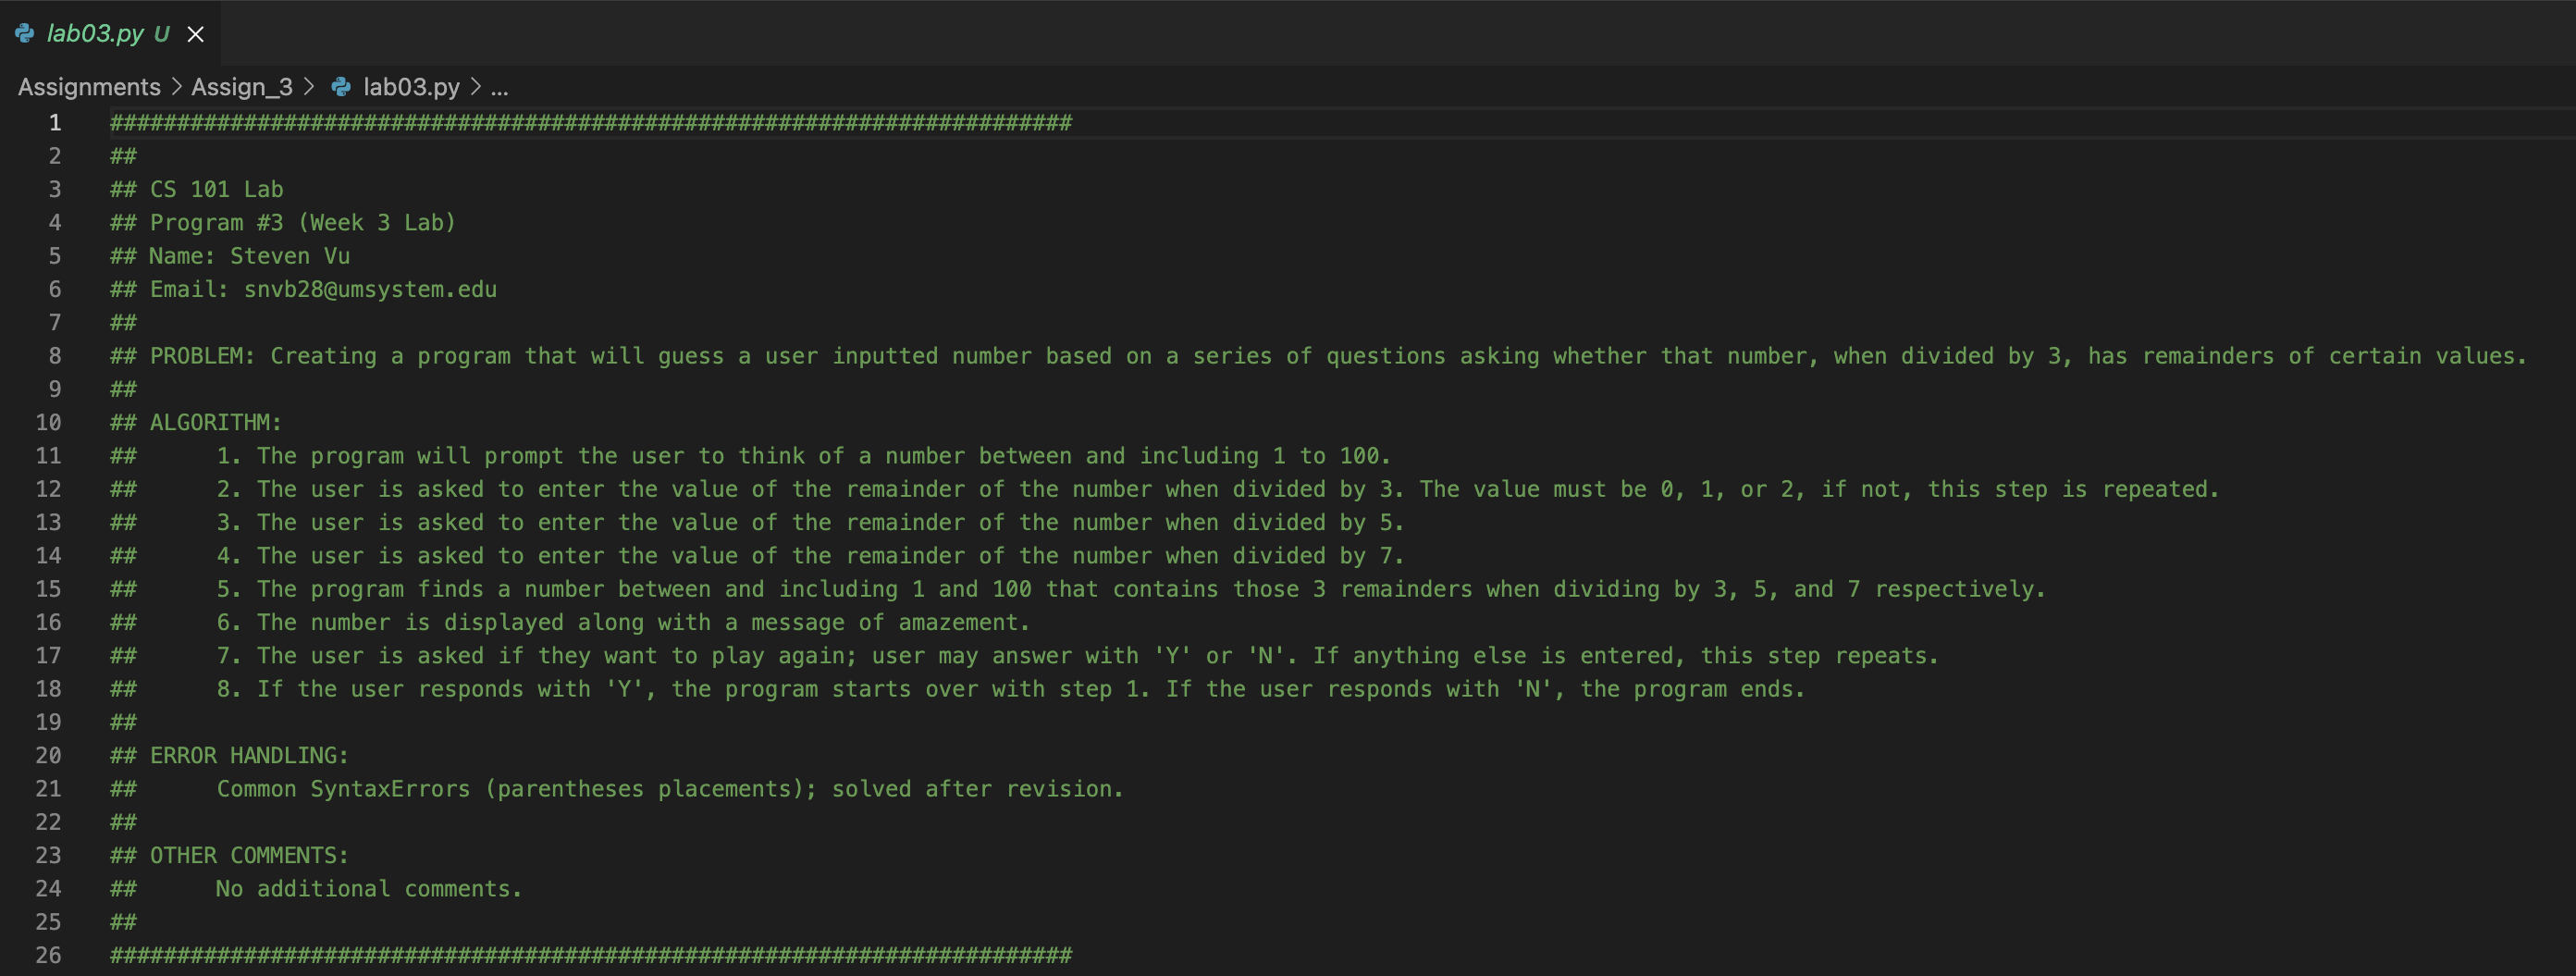 lab03.py U
Assignments > Assign_3 > lab03.py > ...
1 ########################################################################
2 ##
3 ## CS 101 Lab
4 ## Program #3 (Week 3 Lab)
5 ## Name: Steven Vu
6 ## Email: snvb28@umsystem.edu
7 ##
8 ## PROBLEM: Creating a program that will guess a user inputted number based on a series of questions asking whether that number, when divided by 3, has remainders of certain values.
9 ##
10 ## ALGORITHM:
11 ##      1. The program will prompt the user to think of a number between and including 1 to 100.
12 ##      2. The user is asked to enter the value of the remainder of the number when divided by 3. The value must be 0, 1, or 2, if not, this step is repeated.
13 ##      3. The user is asked to enter the value of the remainder of the number when divided by 5.
14 ##      4. The user is asked to enter the value of the remainder of the number when divided by 7.
15 ##      5. The program finds a number between and including 1 and 100 that contains those 3 remainders when dividing by 3, 5, and 7 respectively.
16 ##      6. The number is displayed along with a message of amazement.
17 ##      7. The user is asked if they want to play again; user may answer with 'Y' or 'N'. If anything else is entered, this step repeats.
18 ##      8. If the user responds with 'Y', the program starts over with step 1. If the user responds with 'N', the program ends.
19 ##
20 ## ERROR HANDLING:
21 ##      Common SyntaxErrors (parentheses placements); solved after revision.
22 ##
23 ## OTHER COMMENTS:
24 ##      No additional comments.
25 ##
26 ########################################################################